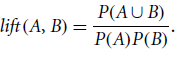 lift(A, B) = P(A∪B) / P(A)P(B).